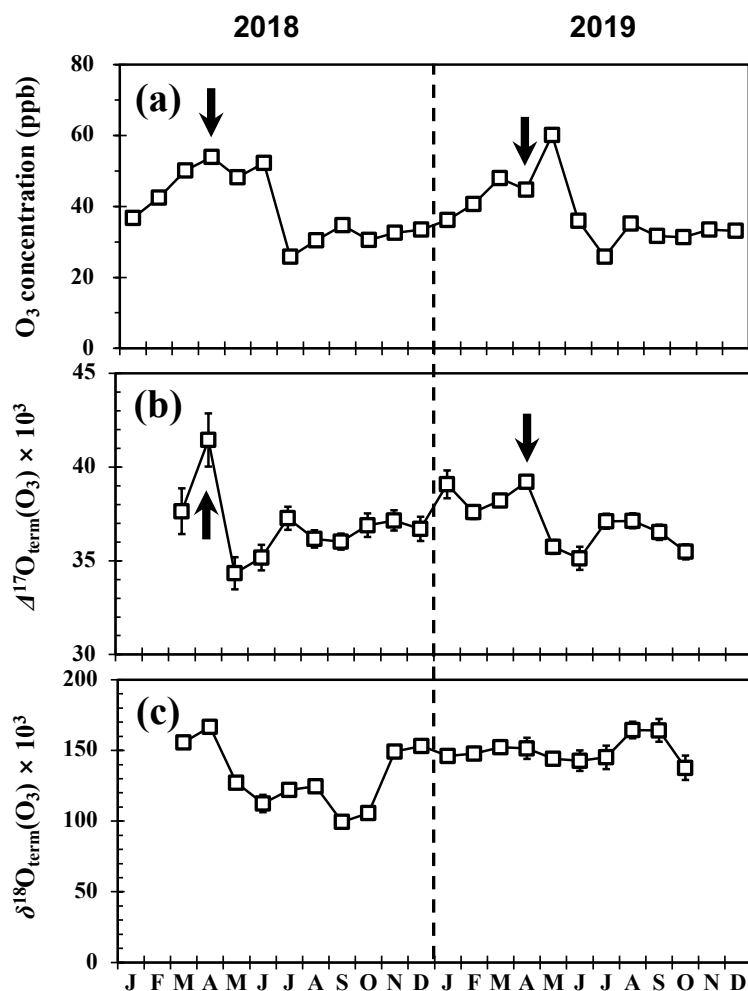 2018 2019
(a)
O₃ concentration (ppb)
80
60
40
20
0
(b)
Δ¹⁷Oterm(O₃) × 10³
45
40
35
30
(c)
δ¹⁸Oterm(O₃) × 10³
200
150
100
50
0
J F M A M J J A S O N D J F M A M J J A S O N D